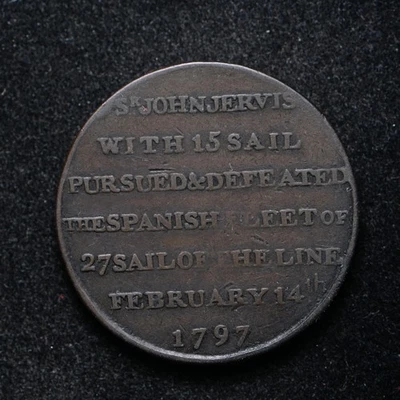 SR JOHN JERVIS
WITH 15 SAIL
PURSUED & DEFEATED
THE SPANISH FLEET OF
27 SAIL OF THE LINE
FEBRUARY 14th
1797